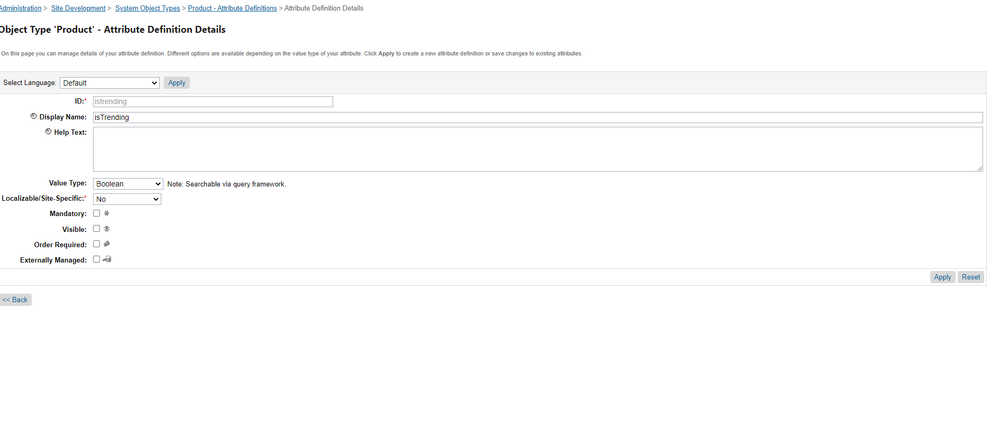 Administration > Site Development > System Object Types > Product - Attribute Definitions > Attribute Definition Details
Object Type 'Product' - Attribute Definition Details
On this page you can manage details of your attribute definition. Different options are available depending on the value type of your attribute. Click Apply to create a new attribute definition or save changes to existing attributes.
Select Language: Default Apply
ID:* istrending
Display Name: isTrending
Help Text:
Value Type: Boolean Note: Searchable via query framework.
Localizable/Site-Specific:* No
Mandatory:
Visible:
Order Required:
Externally Managed:
Apply Reset
<< Back